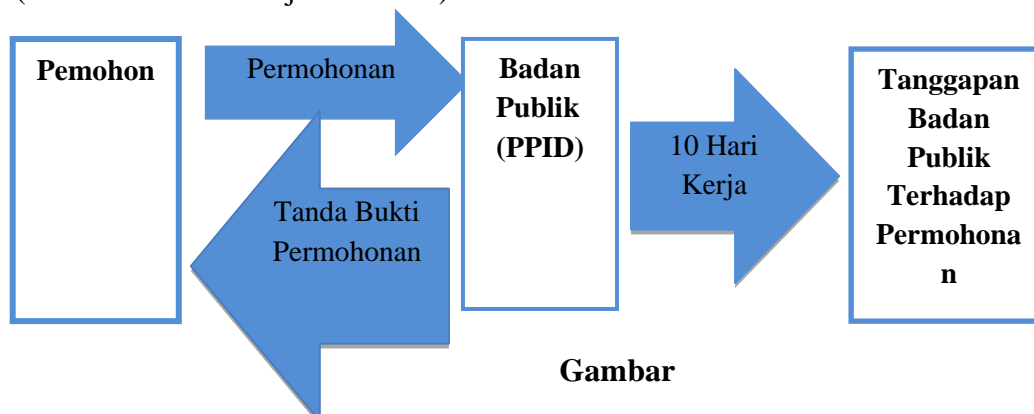 Pemohon
Permohonan
Tanda Bukti
Permohonan
Badan
Publik
(PPID)
10 Hari
Kerja
Tanggapan
Badan
Publik
Terhadap
Permohona
n
Gambar